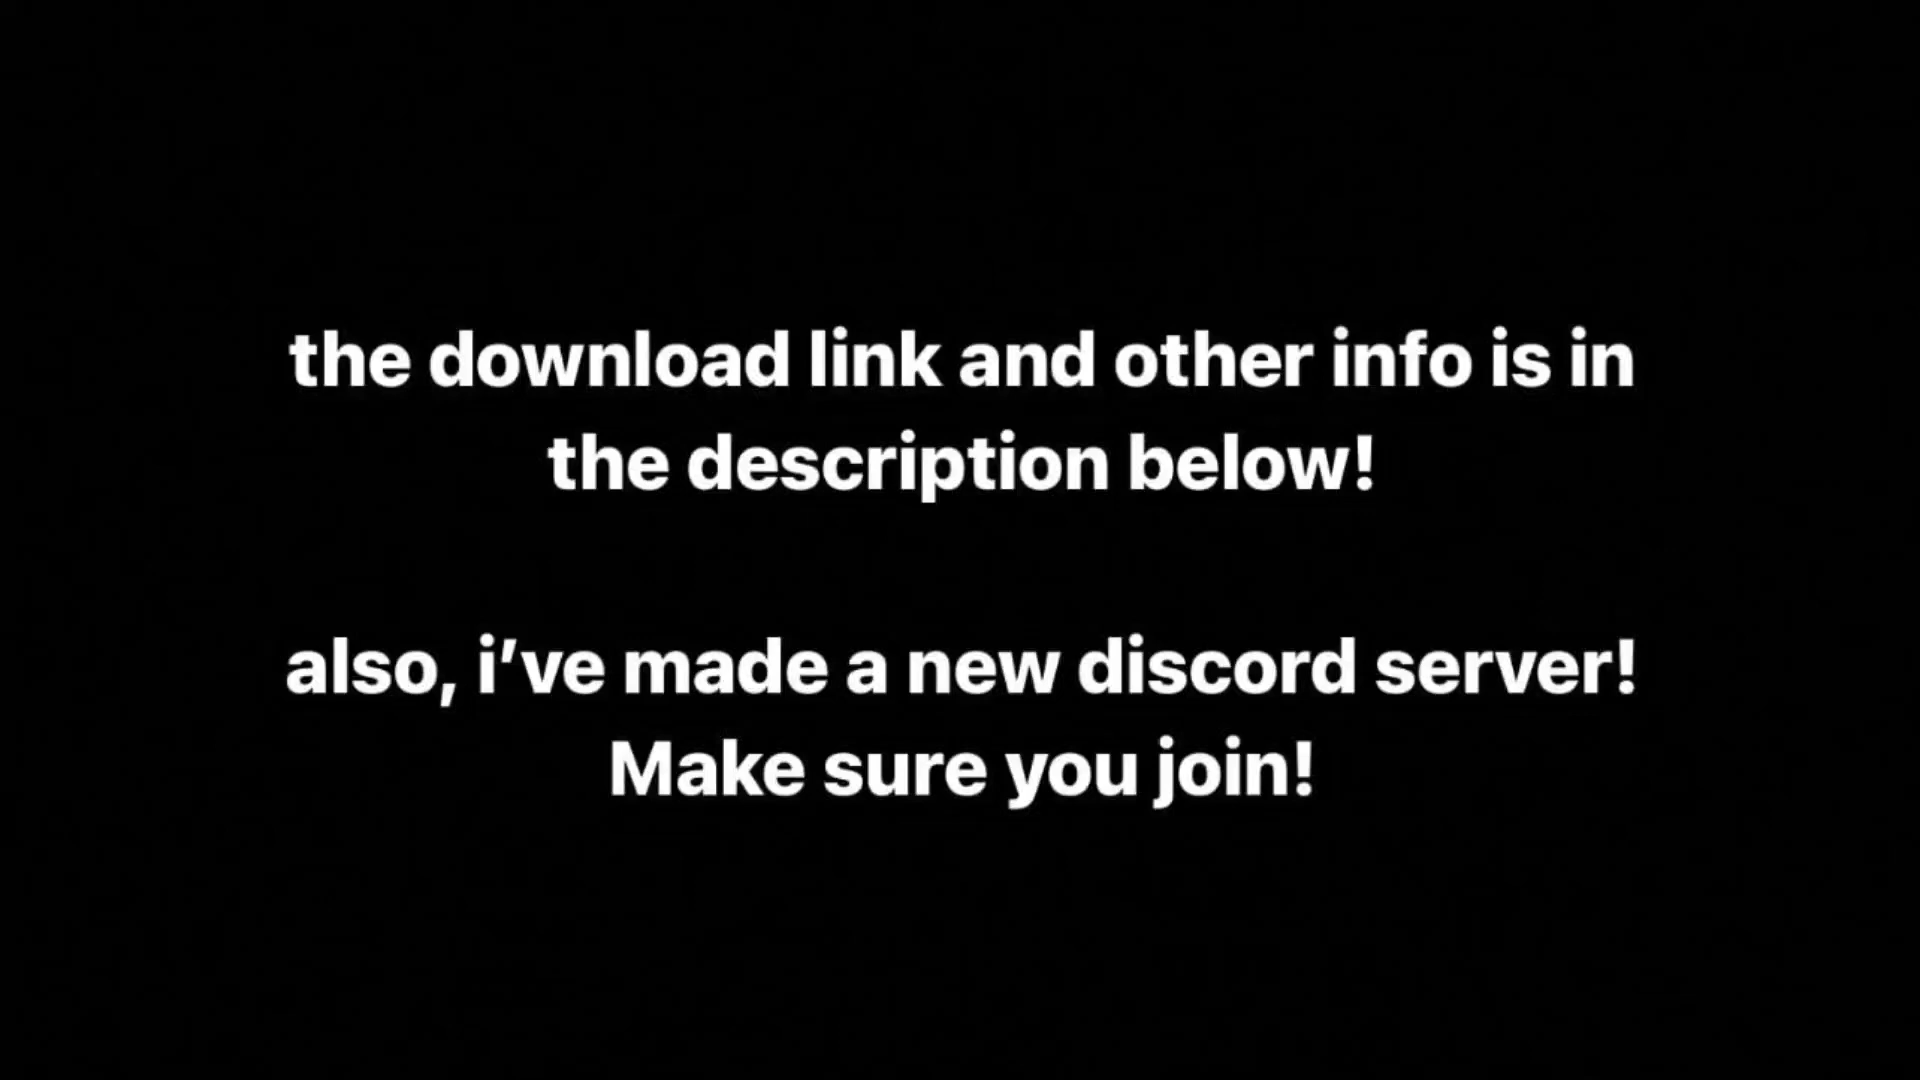 the download link and other info is in
the description below!
also, i’ve made a new discord server!
Make sure you join!